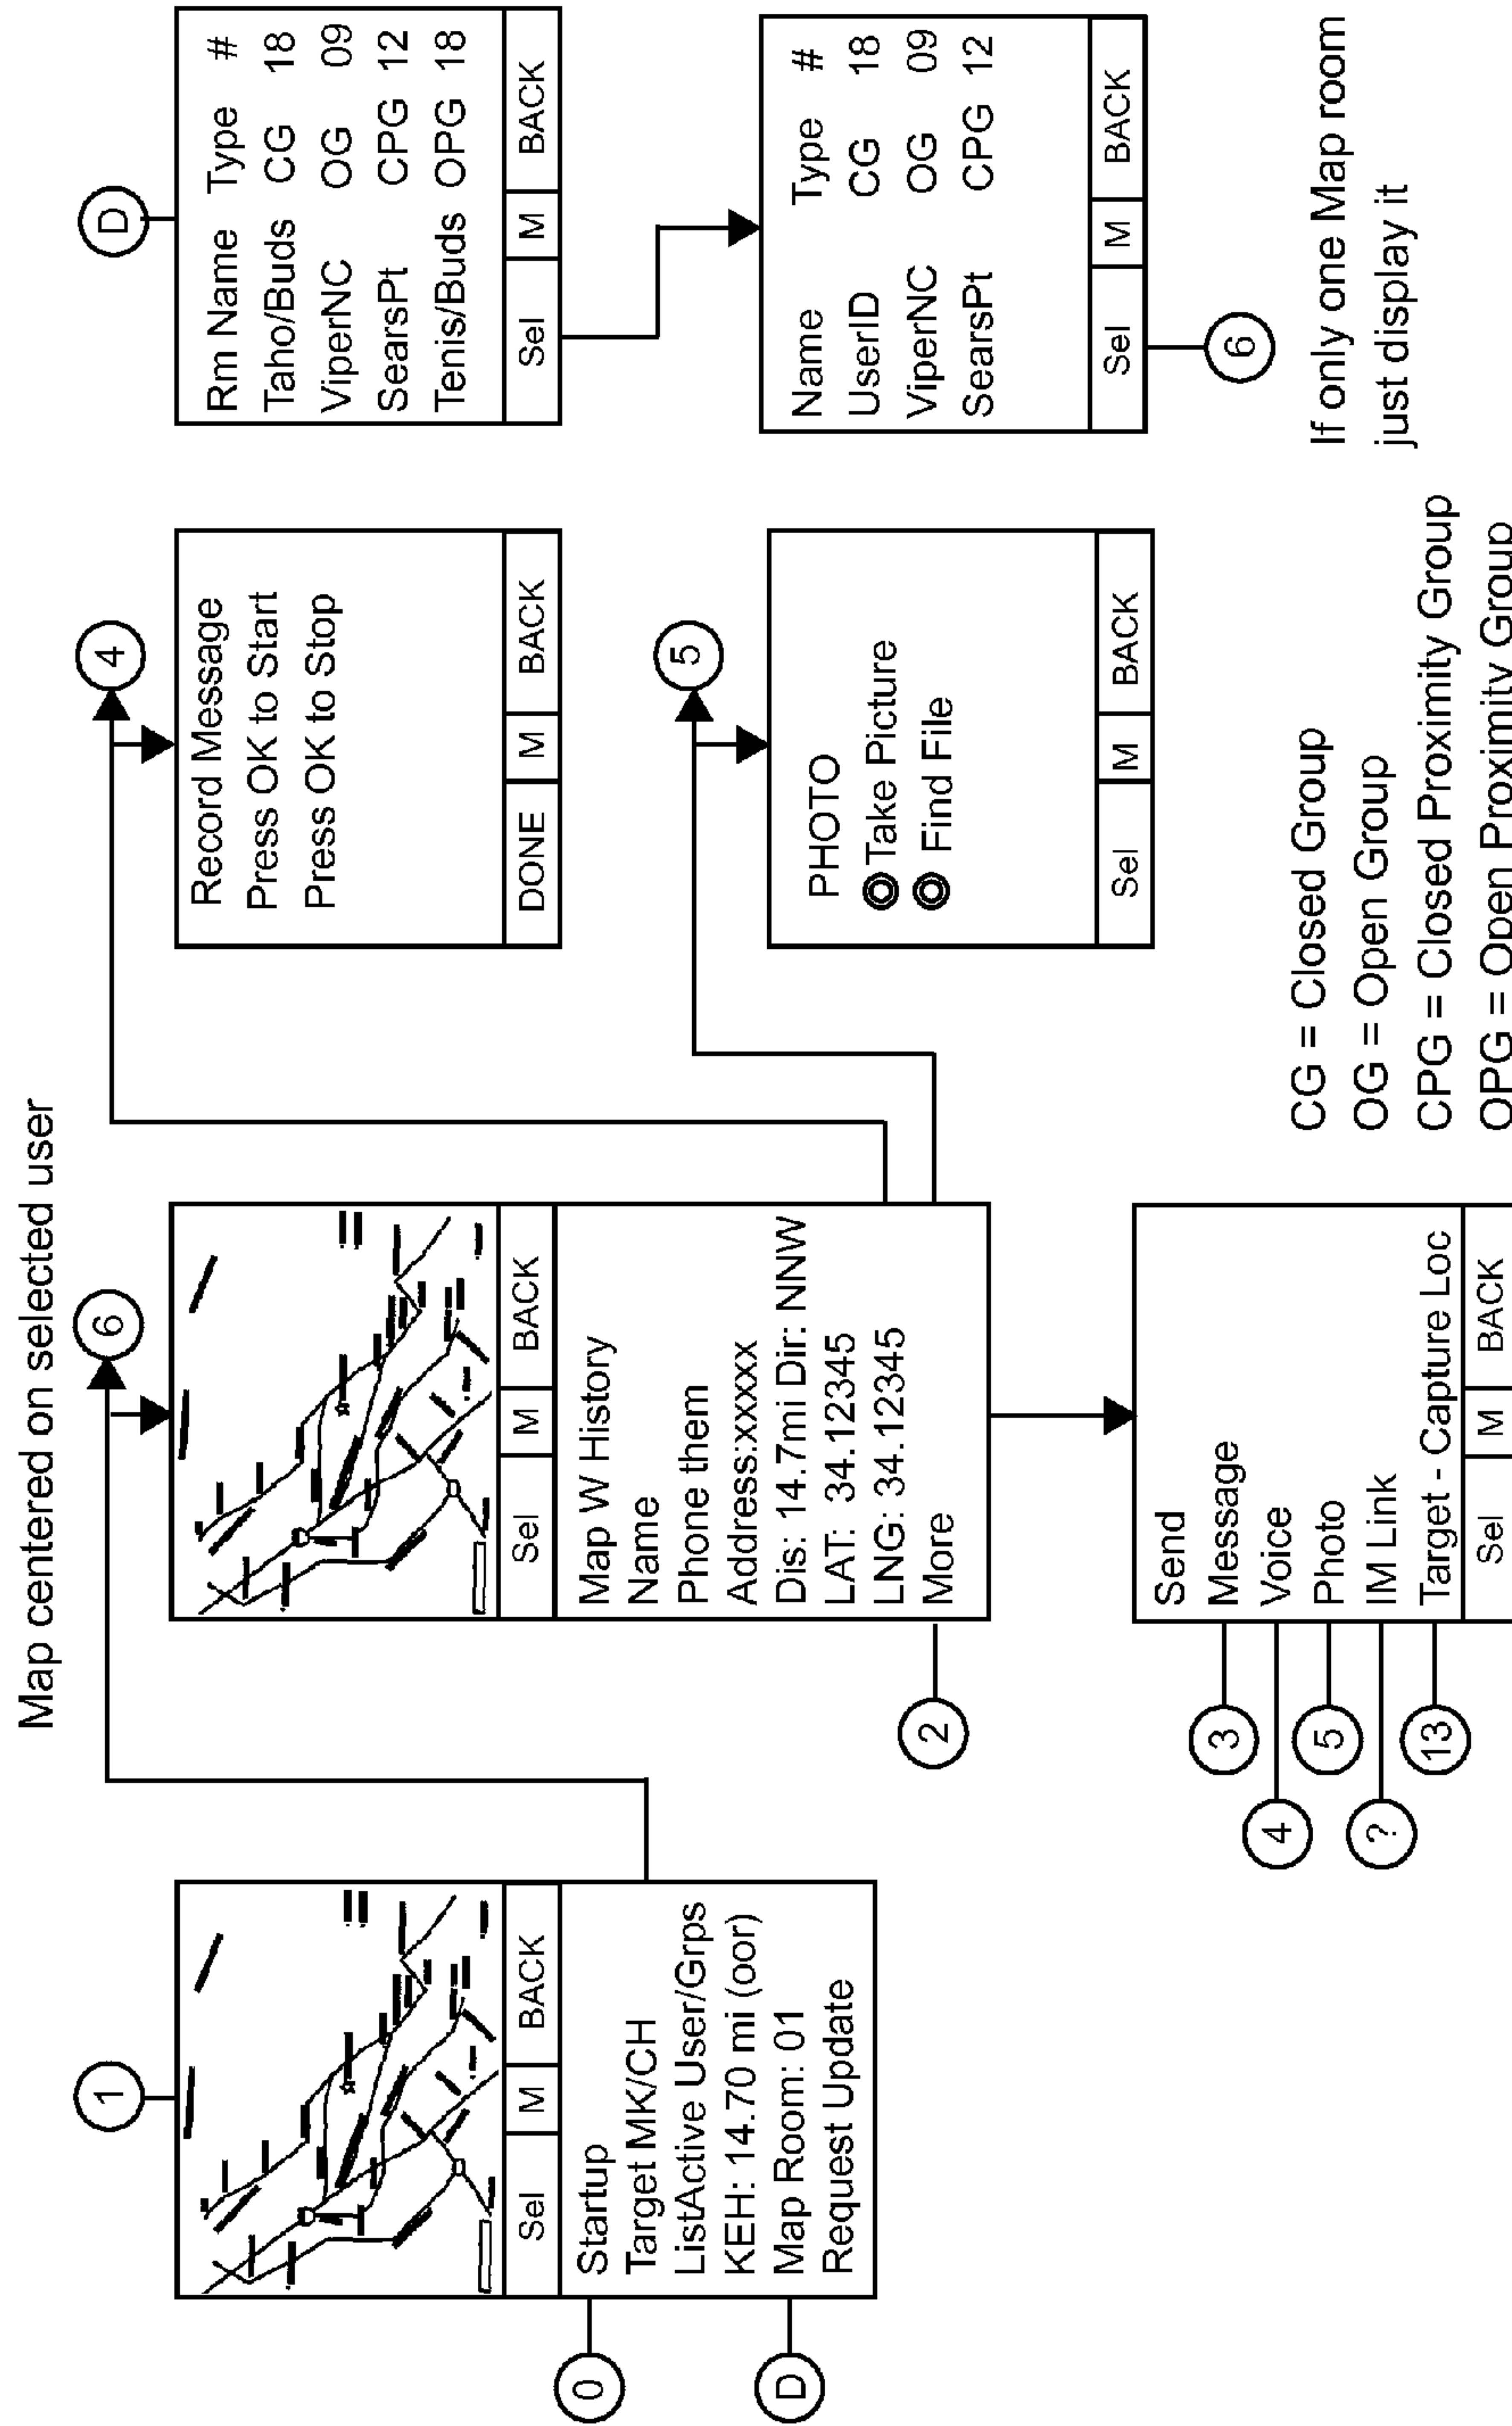 Map centered on selected user
1
Sel M BACK
Startup
Target MK/CH
ListActive User/Grps
KEH: 14.70 mi (oor)
Map Room: 01
Request Update
0
D
6
Sel M BACK
Map W History
Name
Phone them
Address:xxxxx
Dis: 14.7mi Dir: NNW
LAT: 34.12345
LNG: 34.12345
More
2
Send
Message
Voice
Photo
IM Link
Target - Capture Loc
Sel M BACK
3
4
5
?
13
4
Record Message
Press OK to Start
Press OK to Stop
DONE M BACK
5
PHOTO
Take Picture
Find File
Sel M BACK
CG = Closed Group
OG = Open Group
CPG = Closed Proximity Group
OPG = Open Proximity Group
D
Rm Name Type #
Taho/Buds CG 18
ViperNC OG 09
SearsPt CPG 12
Tenis/Buds OPG 18
Sel M BACK
Name Type #
UserID CG 18
ViperNC OG 09
SearsPt CPG 12
Sel M BACK
6
If only one Map room
just display it